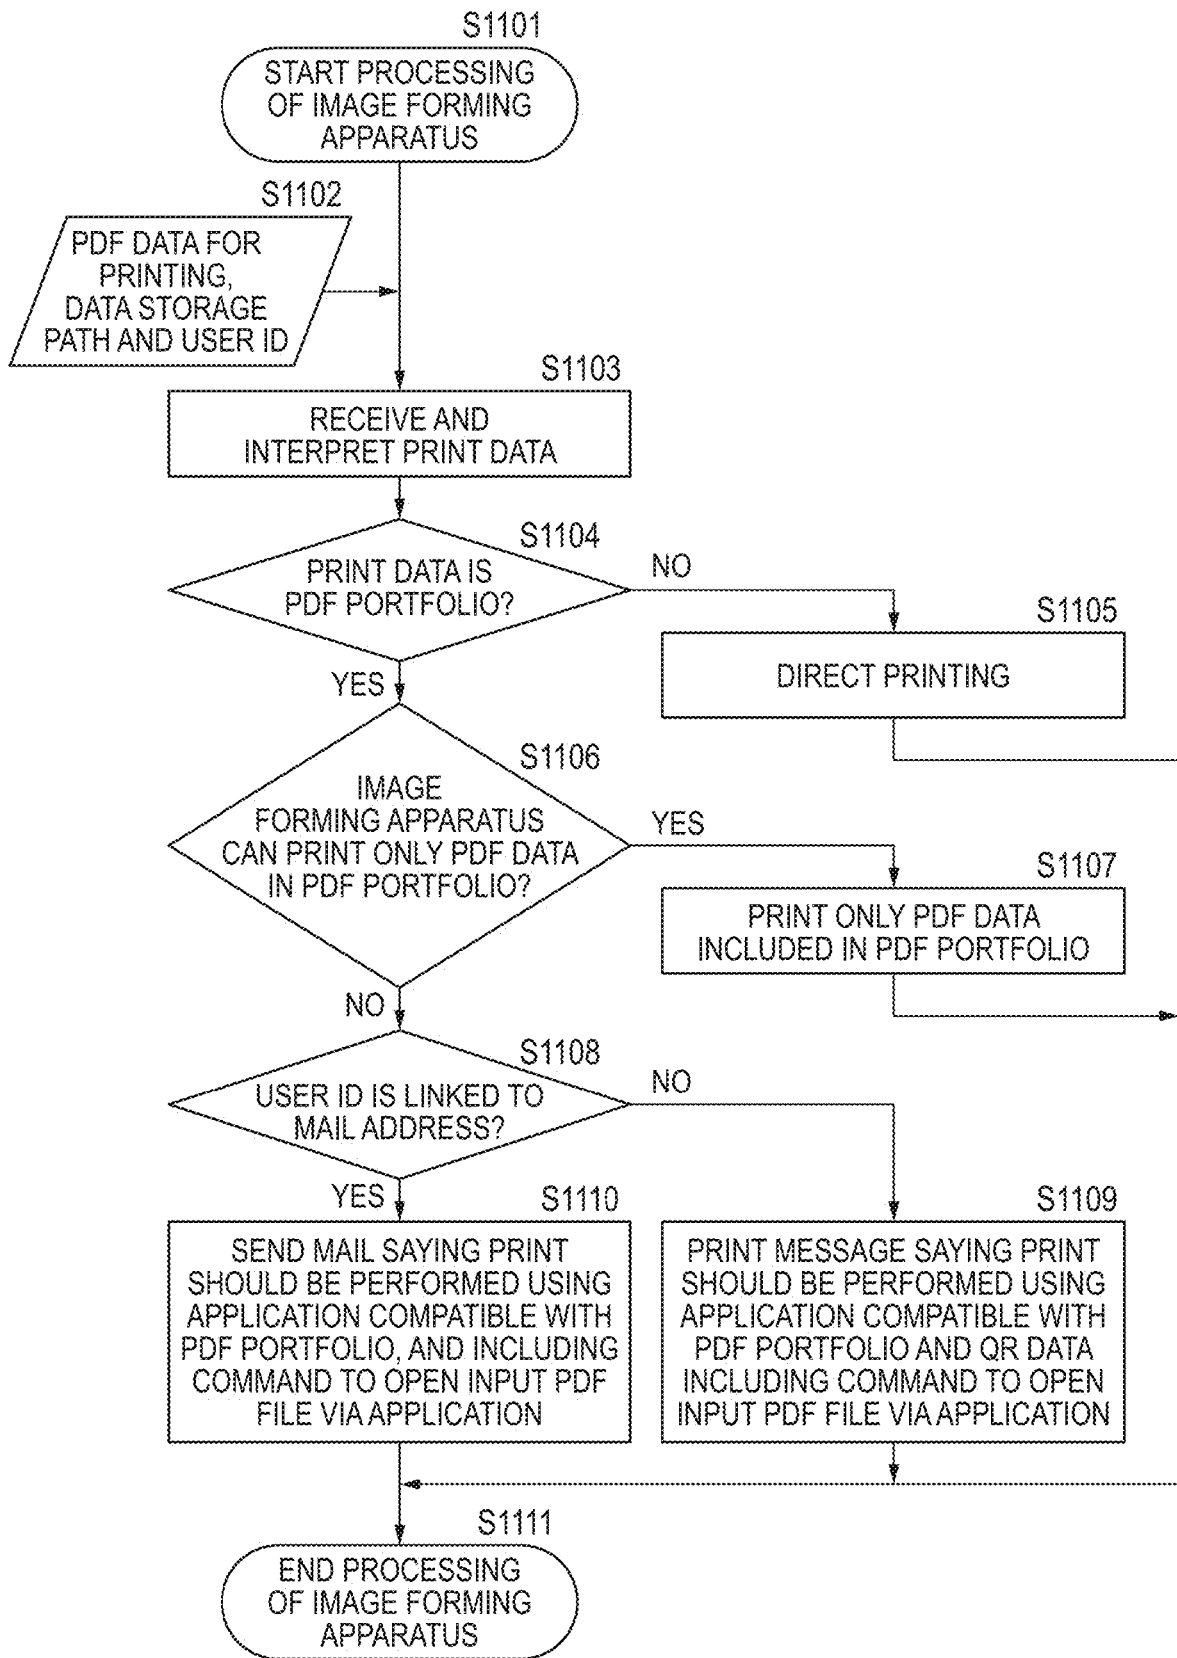 S1101
START PROCESSING
OF IMAGE FORMING
APPARATUS
S1102
PDF DATA FOR
PRINTING,
DATA STORAGE
PATH AND USER ID
S1103
RECEIVE AND
INTERPRET PRINT DATA
S1104
PRINT DATA IS
PDF PORTFOLIO?
NO
S1105
DIRECT PRINTING
YES
S1106
IMAGE
FORMING APPARATUS
CAN PRINT ONLY PDF DATA
IN PDF PORTFOLIO?
YES
S1107
PRINT ONLY PDF DATA
INCLUDED IN PDF PORTFOLIO
NO
S1108
USER ID IS LINKED TO
MAIL ADDRESS?
NO
YES
S1110
SEND MAIL SAYING PRINT
SHOULD BE PERFORMED USING
APPLICATION COMPATIBLE WITH
PDF PORTFOLIO, AND INCLUDING
COMMAND TO OPEN INPUT PDF
FILE VIA APPLICATION
S1109
PRINT MESSAGE SAYING PRINT
SHOULD BE PERFORMED USING
APPLICATION COMPATIBLE WITH
PDF PORTFOLIO AND QR DATA
INCLUDING COMMAND TO OPEN
INPUT PDF FILE VIA APPLICATION
S1111
END PROCESSING
OF IMAGE FORMING
APPARATUS